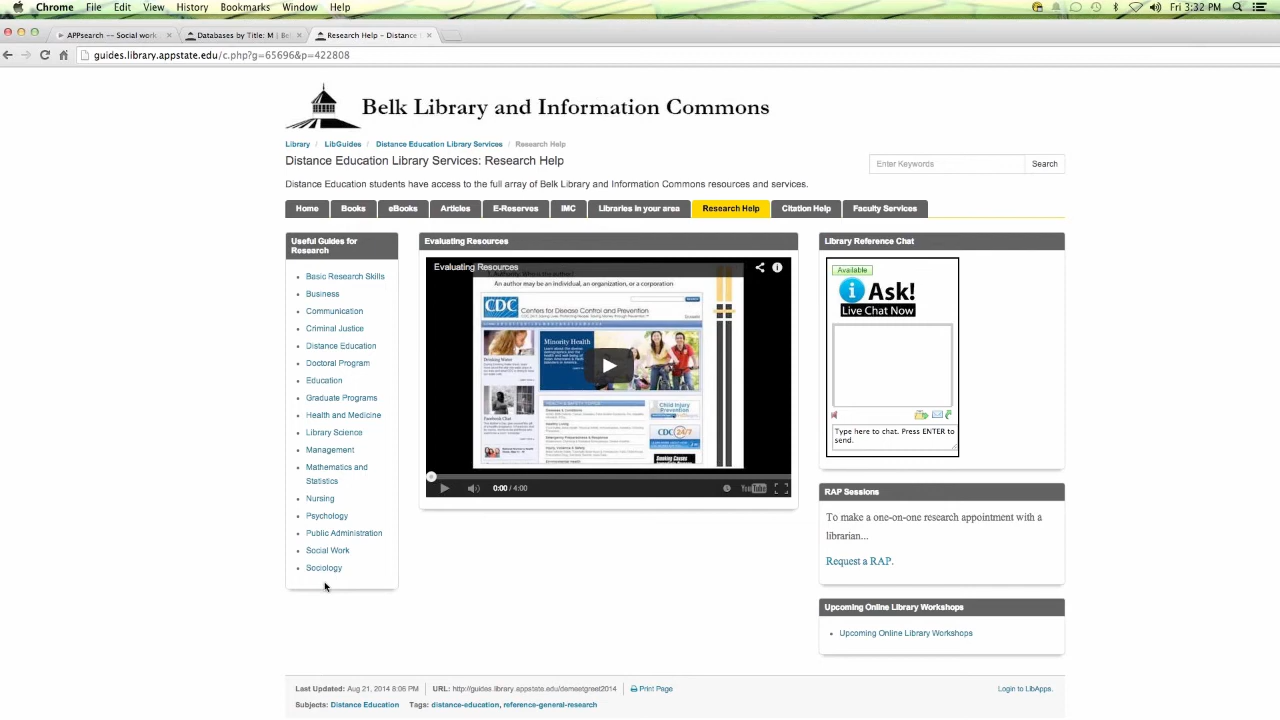 Chrome File Edit View History Bookmarks Window Help Fri 3:32 PM
APPsearch -- Social work Databases by Title: M | Bel Research Help - Distance
guides.library.appstate.edu/c.php?g=65696&p=422808
Belk Library and Information Commons
Library / LibGuides / Distance Education Library Services / Research Help
Distance Education Library Services: Research Help
Enter Keywords Search
Distance Education students have access to the full array of Belk Library and Information Commons resources and services.
Home Books eBooks Articles E-Reserves IMC Libraries in your area Research Help Citation Help Faculty Services
Useful Guides for
Research
Basic Research Skills
Business
Communication
Criminal Justice
Distance Education
Doctoral Program
Education
Graduate Programs
Health and Medicine
Library Science
Management
Mathematics and
Statistics
Nursing
Psychology
Public Administration
Social Work
Sociology
Evaluating Resources
Evaluating Resources
An author may be an individual, an organization, or a corporation
CDC Centers for Disease Control and Prevention
Minority Health
Drinking Water
Facebook Chat
Child Injury
Prevention
CDC 24/7
0:00 / 4:00 YouTube
Library Reference Chat
Available
i Ask!
Live Chat Now
Type here to chat. Press ENTER to
send.
RAP Sessions
To make a one-on-one research appointment with a
librarian...
Request a RAP.
Upcoming Online Library Workshops
Upcoming Online Library Workshops
Last Updated: Aug 21, 2014 8:06 PM URL: http://guides.library.appstate.edu/demeetgreet2014 Print Page Login to LibApps.
Subjects: Distance Education Tags: distance-education, reference-general-research